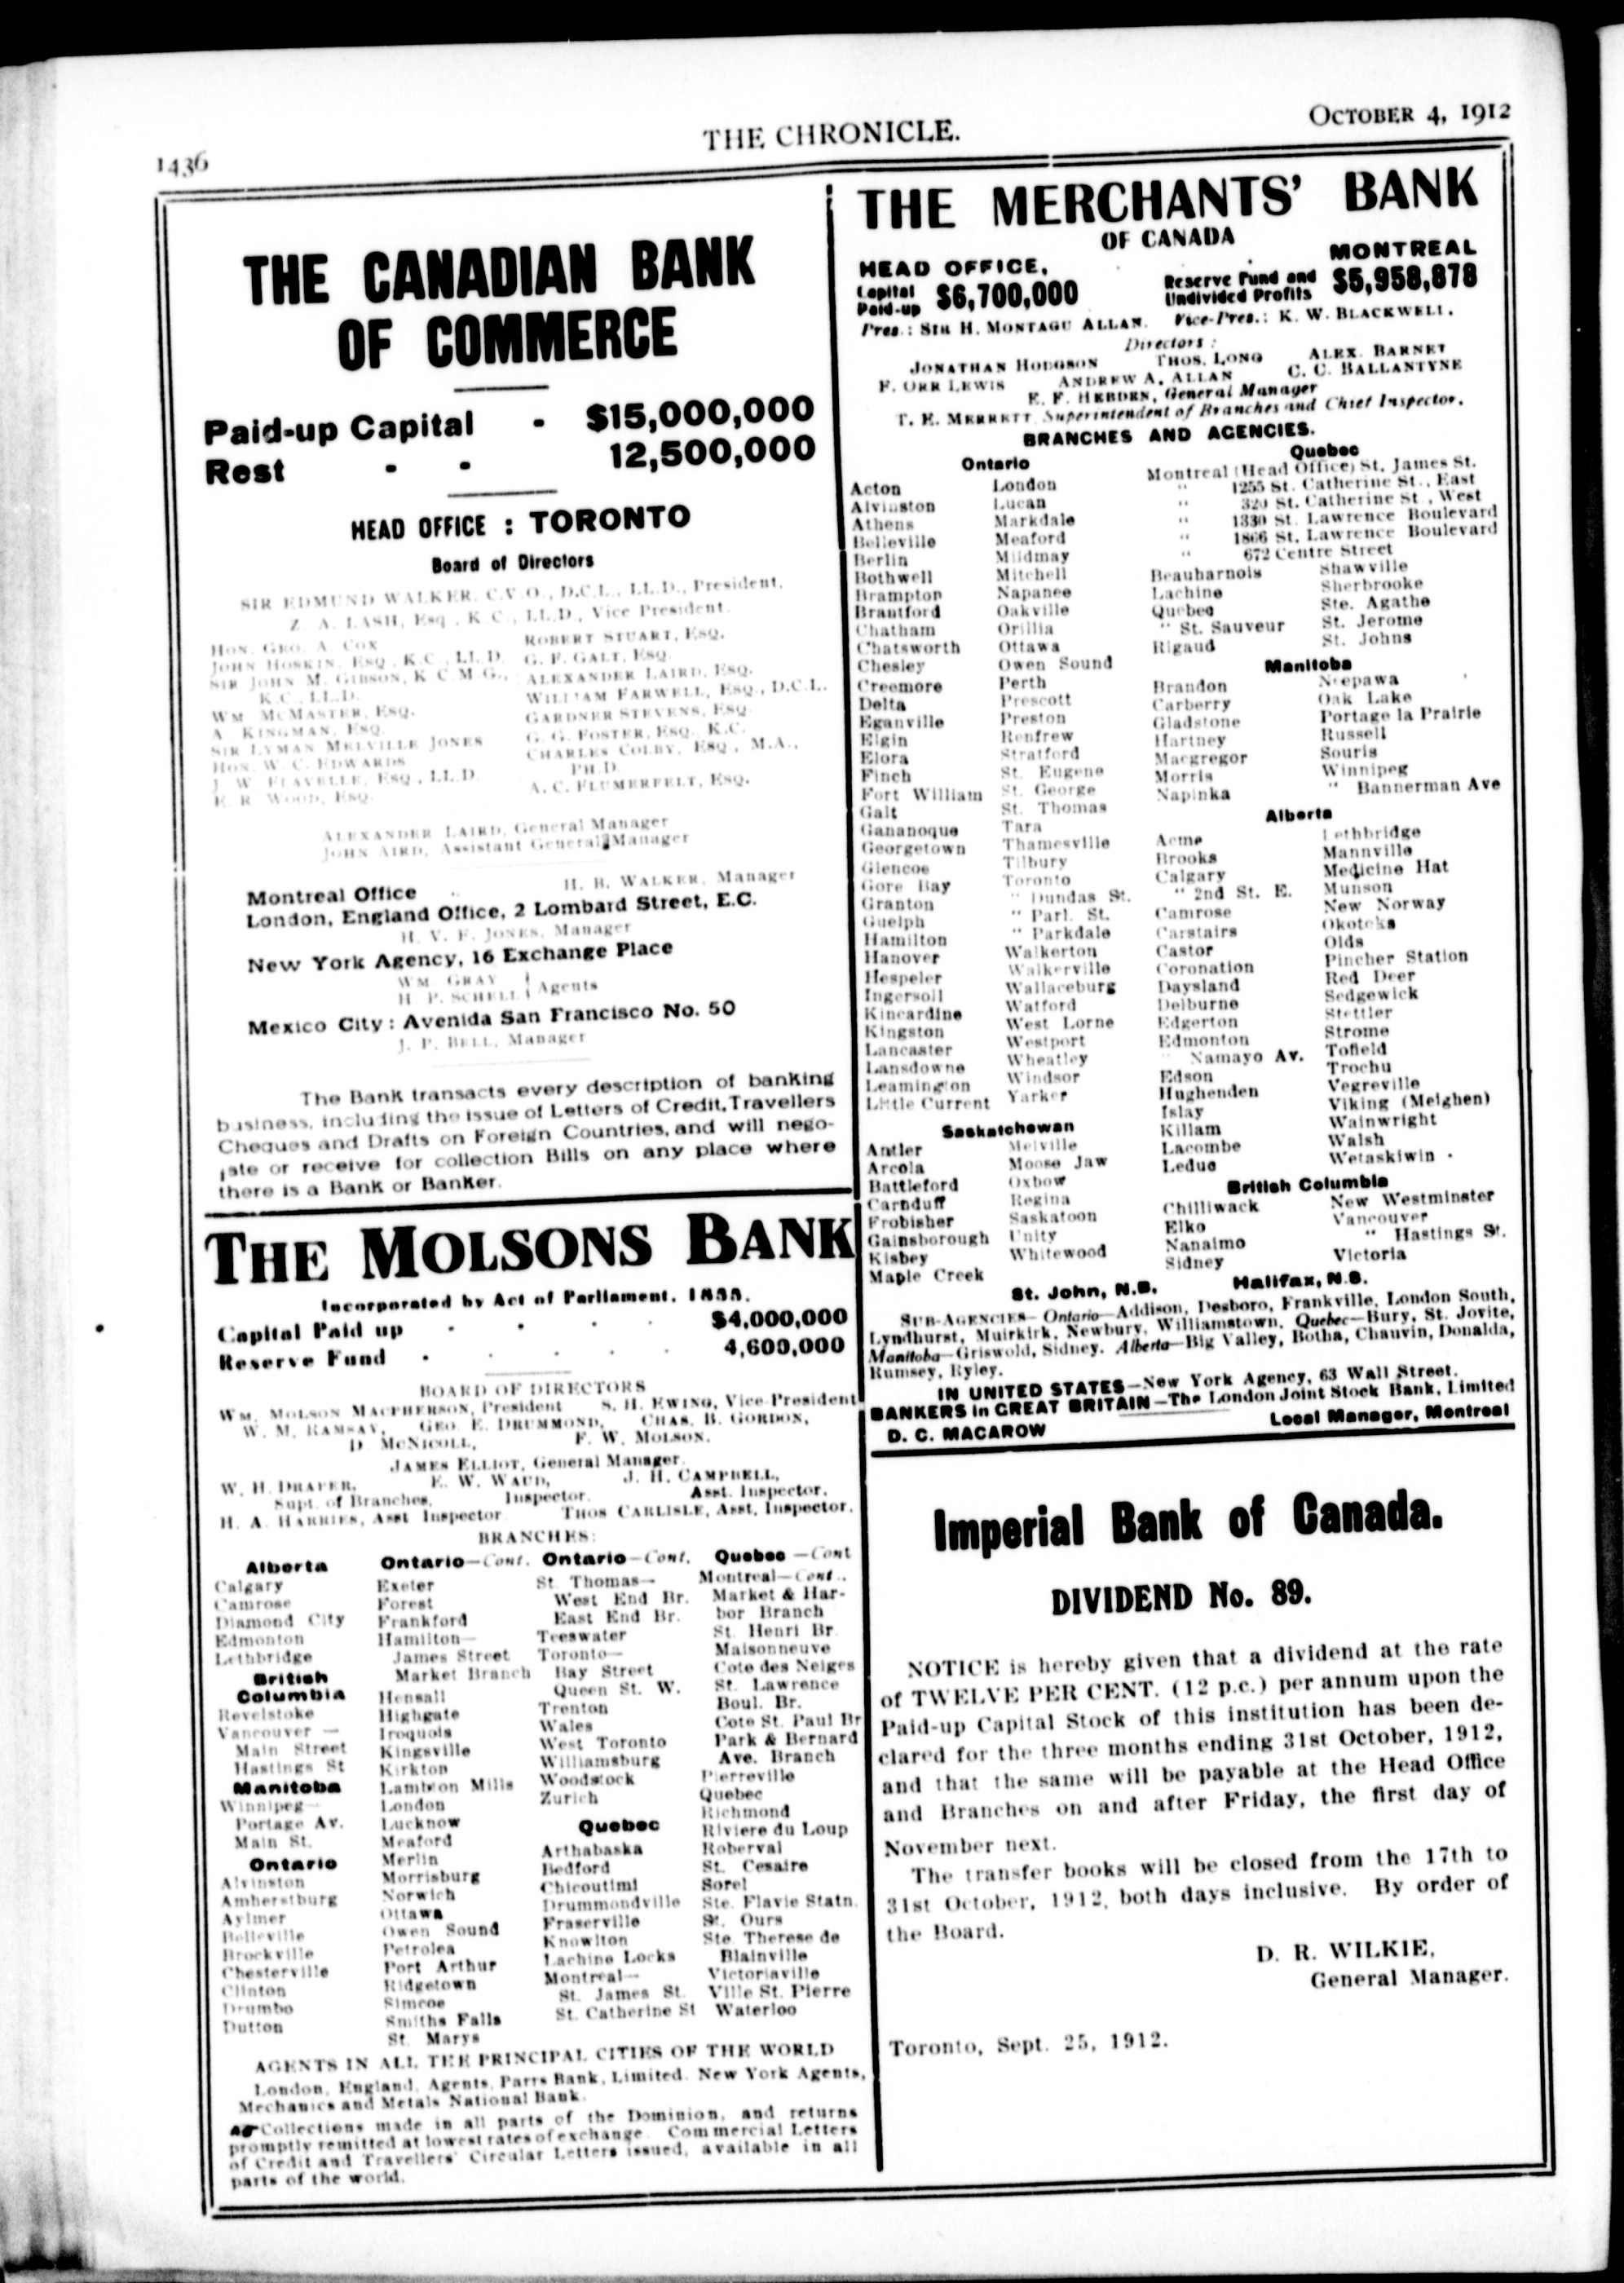 1436
THE CHRONICLE.
OCTOBER 4, 1912
THE CANADIAN BANK
OF COMMERCE
Paid-up Capital - $15,000,000
Rest - - 12,500,000
HEAD OFFICE : TORONTO
Board of Directors
SIR EDMUND WALKER, C.V.O., D.C.L., LL.D., President.
Z. A. LASH, Esq., K.C., LL.D., Vice President.
HON. GEO. A. COX
JOHN HOSKIN, ESQ., K.C., LL.D.
SIR JOHN M. GIBSON, K.C.M.G.,
K.C., LL.D.
WM. MCMASTER, ESQ.
A. KINGMAN, ESQ.
SIR LYMAN MELVILLE JONES
HON. W. C. EDWARDS
J. W. FLAVELLE, ESQ., LL.D.
E. R. WOOD, ESQ.
ROBERT STUART, ESQ.
G. F. GALT, ESQ.
ALEXANDER LAIRD, ESQ.
WILLIAM FARWELL, ESQ., D.C.L.
GARDNER STEVENS, ESQ.
G. G. FOSTER, ESQ., K.C.
CHARLES COLBY, ESQ., M.A.,
PH.D.
A. C. FLUMERFELT, ESQ.
ALEXANDER LAIRD, General Manager
JOHN AIRD, Assistant General Manager
Montreal Office .. H. B. WALKER, Manager
London, England Office, 2 Lombard Street, E.C.
H. V. F. JONES, Manager
New York Agency, 16 Exchange Place
WM. GRAY
H. P. SCHELL } Agents
Mexico City: Avenida San Francisco No. 50
J. P. BELL, Manager
The Bank transacts every description of banking
business, including the issue of Letters of Credit, Travellers
Cheques and Drafts on Foreign Countries, and will nego-
iate or receive for collection Bills on any place where
there is a Bank or Banker.
THE MOLSONS BANK
Incorporated by Act of Parliament, 1855.
Capital Paid up - - - - $4,000,000
Reserve Fund - - - - 4,600,000
BOARD OF DIRECTORS
WM. MOLSON MACPHERSON, President S. H. EWING, Vice-President
W. M. RAMSAY, GEO. E. DRUMMOND, CHAS. B. GORDON,
D. MCNICOLL, F. W. MOLSON.
JAMES ELLIOT, General Manager.
W. H. DRAPER, E. W. WAUD, J. H. CAMPBELL,
Supt. of Branches. Inspector. Asst. Inspector.
H. A. HARRIES, Asst Inspector THOS CARLISLE, Asst. Inspector.
BRANCHES:
Alberta
Calgary
Camrose
Diamond City
Edmonton
Lethbridge
British
Columbia
Revelstoke
Vancouver —
Main Street
Hastings St
Manitoba
Winnipeg—
Portage Av.
Main St.
Ontario
Alvinston
Amherstburg
Aylmer
Belleville
Brockville
Chesterville
Clinton
Drumbo
Dutton
Ontario—Cont.
Exeter
Forest
Frankford
Hamilton—
James Street
Market Branch
Hensall
Highgate
Iroquois
Kingsville
Kirkton
Lambton Mills
London
Lucknow
Meaford
Merlin
Morrisburg
Norwich
Ottawa
Owen Sound
Petrolea
Port Arthur
Ridgetown
Simcoe
Smiths Falls
St. Marys
Ontario—Cont.
St. Thomas—
West End Br.
East End Br.
Teeswater
Toronto—
Bay Street
Queen St. W.
Trenton
Wales
West Toronto
Williamsburg
Woodstock
Zurich
Quebec
Arthabaska
Bedford
Chicoutimi
Drummondville
Fraserville
Knowlton
Lachine Locks
Montreal—
St. James St.
St. Catherine St
Quebec—Cont
Montreal—Cont..
Market & Har-
bor Branch
St. Henri Br.
Maisonneuve
Cote des Neiges
St. Lawrence
Boul. Br.
Cote St. Paul Br
Park & Bernard
Ave. Branch
Pierreville
Quebec
Richmond
Riviere du Loup
Roberval
St. Cesaire
Sorel
Ste. Flavie Statn.
St. Ours
Ste. Therese de
Blainville
Victoriaville
Ville St. Pierre
Waterloo
AGENTS IN ALL THE PRINCIPAL CITIES OF THE WORLD
London, England, Agents, Parrs Bank, Limited. New York Agents,
Mechanics and Metals National Bank.
Collections made in all parts of the Dominion, and returns
promptly remitted at lowest rates of exchange. Commercial Letters
of Credit and Travellers' Circular Letters issued, available in all
parts of the world.
THE MERCHANTS' BANK
OF CANADA
HEAD OFFICE, MONTREAL
Capital Paid-up $6,700,000 Reserve Fund and Undivided Profits $5,958,878
Pres.: SIR H. MONTAGU ALLAN. Vice-Pres.: K. W. BLACKWELL.
Directors:
JONATHAN HODGSON THOS. LONG ALEX. BARNET
F. ORR LEWIS ANDREW A. ALLAN C. C. BALLANTYNE
E. F. HEBDEN, General Manager
T. E. MERRETT, Superintendent of Branches and Chief Inspector.
BRANCHES AND AGENCIES.
Ontario
Acton
Alvinston
Athens
Belleville
Berlin
Bothwell
Brampton
Brantford
Chatham
Chatsworth
Chesley
Creemore
Delta
Eganville
Elgin
Elora
Finch
Fort William
Galt
Gananoque
Georgetown
Glencoe
Gore Bay
Granton
Guelph
Hamilton
Hanover
Hespeler
Ingersoll
Kincardine
Kingston
Lancaster
Lansdowne
Leamington
Little Current
London
Lucan
Markdale
Meaford
Mildmay
Mitchell
Napanee
Oakville
Orillia
Ottawa
Owen Sound
Perth
Prescott
Preston
Renfrew
Stratford
St. Eugene
St. George
St. Thomas
Tara
Thamesville
Tilbury
Toronto
" Dundas St.
" Parl. St.
" Parkdale
Walkerton
Walkerville
Wallaceburg
Watford
West Lorne
Westport
Wheatley
Windsor
Yarker
Quebec
Montreal (Head Office) St. James St.
" 1255 St. Catherine St., East
" 320 St. Catherine St., West
" 1330 St. Lawrence Boulevard
" 1866 St. Lawrence Boulevard
" 672 Centre Street
Beauharnois
Lachine
Quebec
" St. Sauveur
Rigaud
Shawville
Sherbrooke
Ste. Agathe
St. Jerome
St. Johns
Manitoba
Brandon
Carberry
Gladstone
Hartney
Macgregor
Morris
Napinka
Neepawa
Oak Lake
Portage la Prairie
Russell
Souris
Winnipeg
" Bannerman Ave
Alberta
Acme
Brooks
Calgary
" 2nd St. E.
Camrose
Carstairs
Castor
Coronation
Daysland
Delburne
Edgerton
Edmonton
" Namayo Av.
Edson
Hughenden
Islay
Killam
Lacombe
Leduc
Lethbridge
Mannville
Medicine Hat
Munson
New Norway
Okotoks
Olds
Pincher Station
Red Deer
Sedgewick
Stettler
Strome
Tofield
Trochu
Vegreville
Viking (Meighen)
Wainwright
Walsh
Wetaskiwin
Saskatchewan
Antler
Arcola
Battleford
Carnduff
Frobisher
Gainsborough
Kisbey
Maple Creek
Melville
Moose Jaw
Oxbow
Regina
Saskatoon
Unity
Whitewood
British Columbia
Chilliwack
Elko
Nanaimo
Sidney
New Westminster
Vancouver
" Hastings St.
Victoria
St. John, N.B. Halifax, N.S.
SUB-AGENCIES—Ontario—Addison, Desboro, Frankville, London South,
Lyndhurst, Muirkirk, Newbury, Williamstown, Quebec—Bury, St. Jovite,
Manitoba—Griswold, Sidney. Alberta—Big Valley, Botha, Chauvin, Donalda,
Rumsey, Ryley.
IN UNITED STATES—New York Agency, 63 Wall Street.
BANKERS in GREAT BRITAIN—The London Joint Stock Bank, Limited
D. C. MACAROW Local Manager, Montreal
Imperial Bank of Canada.
DIVIDEND No. 89.
NOTICE is hereby given that a dividend at the rate
of TWELVE PER CENT. (12 p.c.) per annum upon the
Paid-up Capital Stock of this institution has been de-
clared for the three months ending 31st October, 1912,
and that the same will be payable at the Head Office
and Branches on and after Friday, the first day of
November next.
The transfer books will be closed from the 17th to
31st October, 1912, both days inclusive. By order of
the Board.
D. R. WILKIE,
General Manager.
Toronto, Sept. 25, 1912.